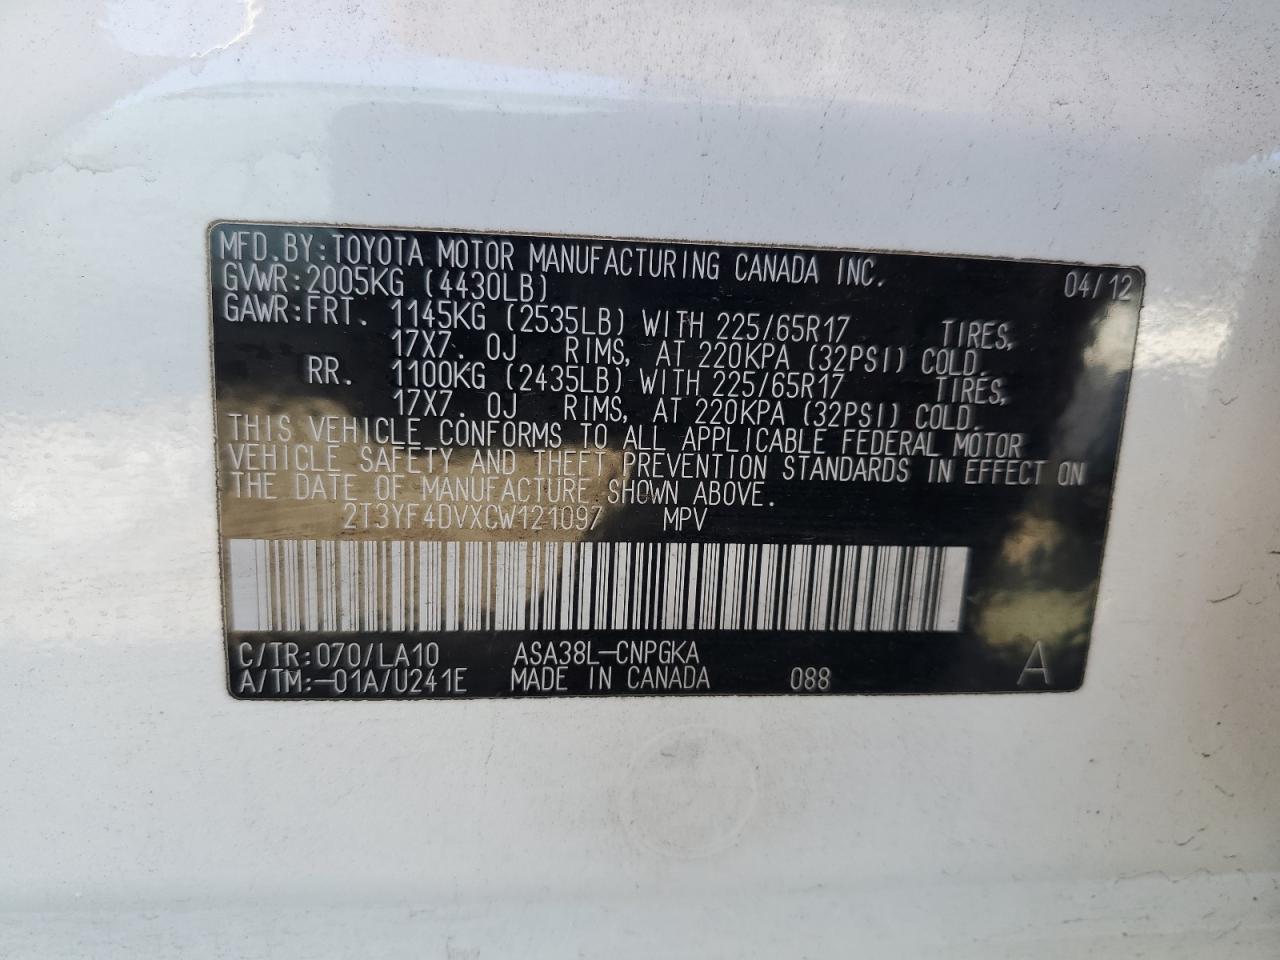 MFD.BY:TOYOTA MOTOR MANUFACTURING CANADA INC. 04/12
GVWR:2005KG (4430LB)
GAWR:FRT. 1145KG (2535LB) WITH 225/65R17 TIRES,
17X7. 0J RIMS, AT 220KPA (32PSI) COLD.
RR. 1100KG (2435LB) WITH 225/65R17 TIRES,
17X7. 0J RIMS, AT 220KPA (32PSI) COLD.
THIS VEHICLE CONFORMS TO ALL APPLICABLE FEDERAL MOTOR
VEHICLE SAFETY AND THEFT PREVENTION STANDARDS IN EFFECT ON
THE DATE OF MANUFACTURE SHOWN ABOVE.
2T3YF4DVXCW121097 MPV
C/TR:070/LA10 ASA38L-CNPGKA
A/TM:-01A/U241E MADE IN CANADA 088 A